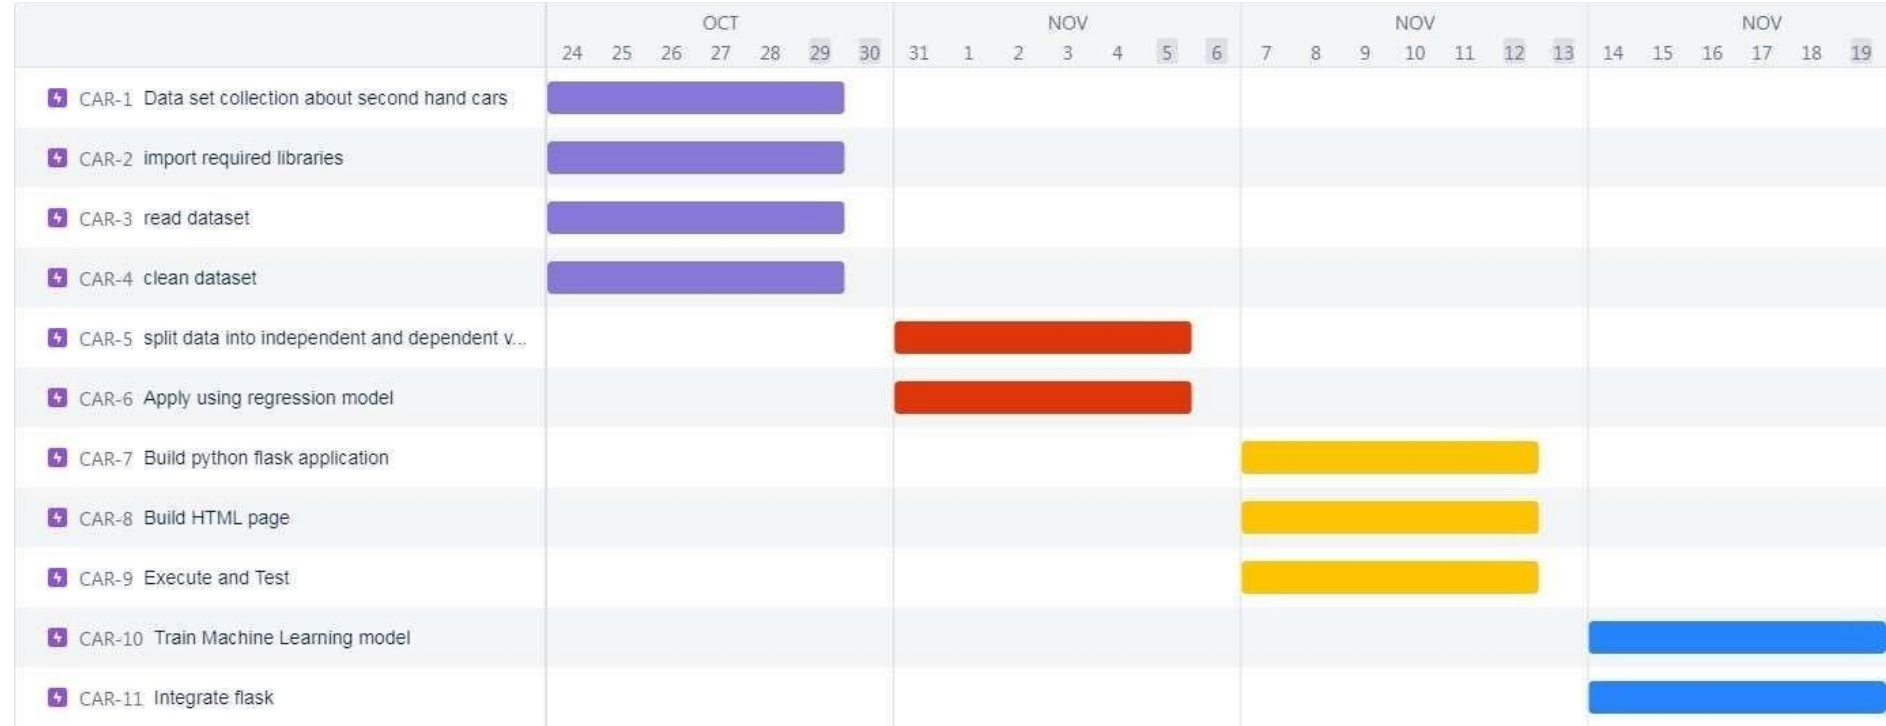 OCT NOV NOV NOV
24 25 26 27 28 29 30 31 1 2 3 4 5 6 7 8 9 10 11 12 13 14 15 16 17 18 19
CAR-1 Data set collection about second hand cars
CAR-2 import required libraries
CAR-3 read dataset
CAR-4 clean dataset
CAR-5 split data into independent and dependent v...
CAR-6 Apply using regression model
CAR-7 Build python flask application
CAR-8 Build HTML page
CAR-9 Execute and Test
CAR-10 Train Machine Learning model
CAR-11 Integrate flask